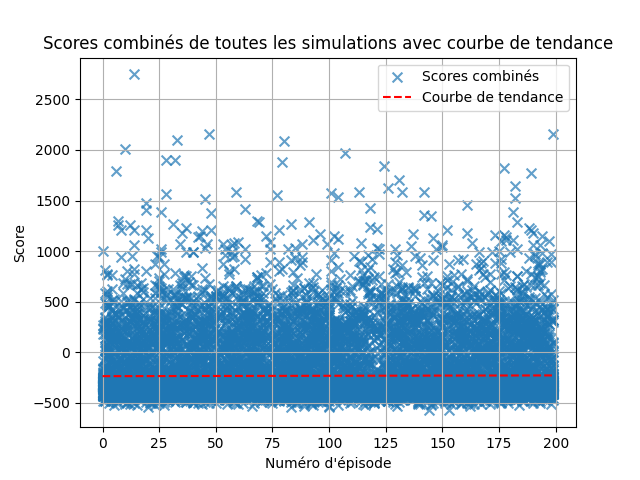 Scores combinés de toutes les simulations avec courbe de tendance
Scores combinés
Courbe de tendance
2500
2000
1500
1000
500
0
−500
Score
0 25 50 75 100 125 150 175 200
Numéro d'épisode